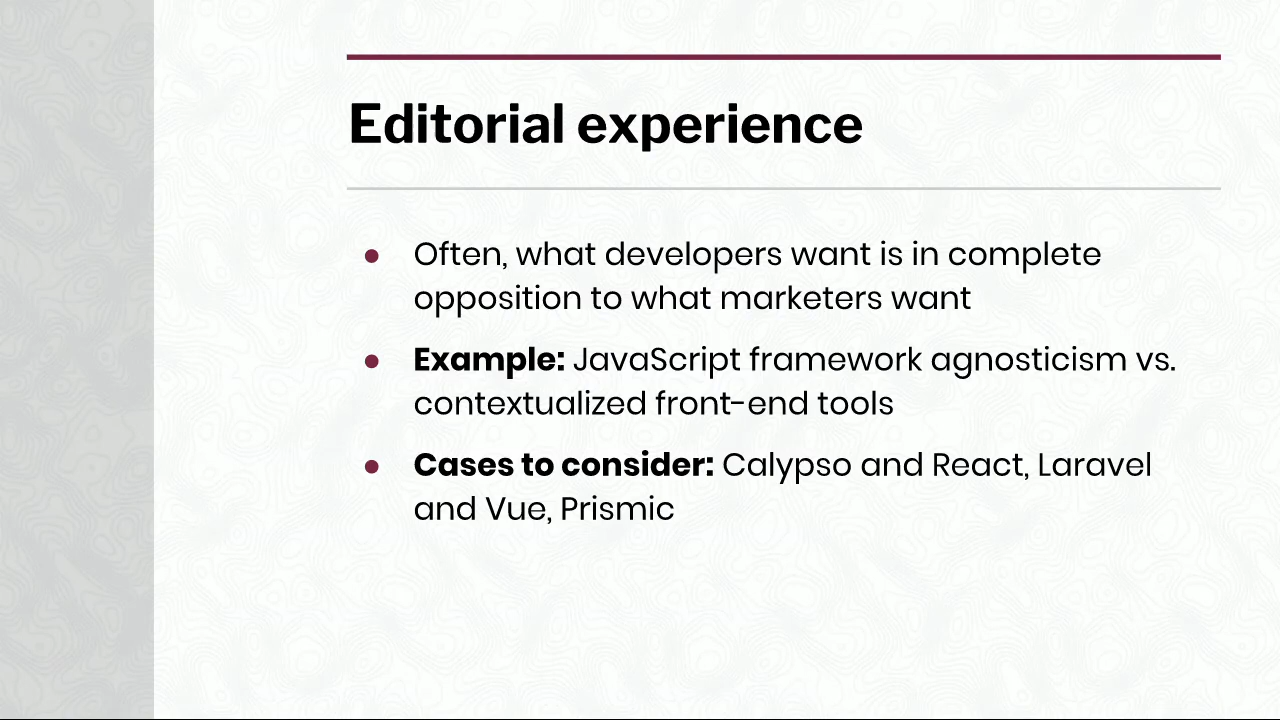 Editorial experience
● Often, what developers want is in complete
opposition to what marketers want
● Example: JavaScript framework agnosticism vs.
contextualized front-end tools
● Cases to consider: Calypso and React, Laravel
and Vue, Prismic